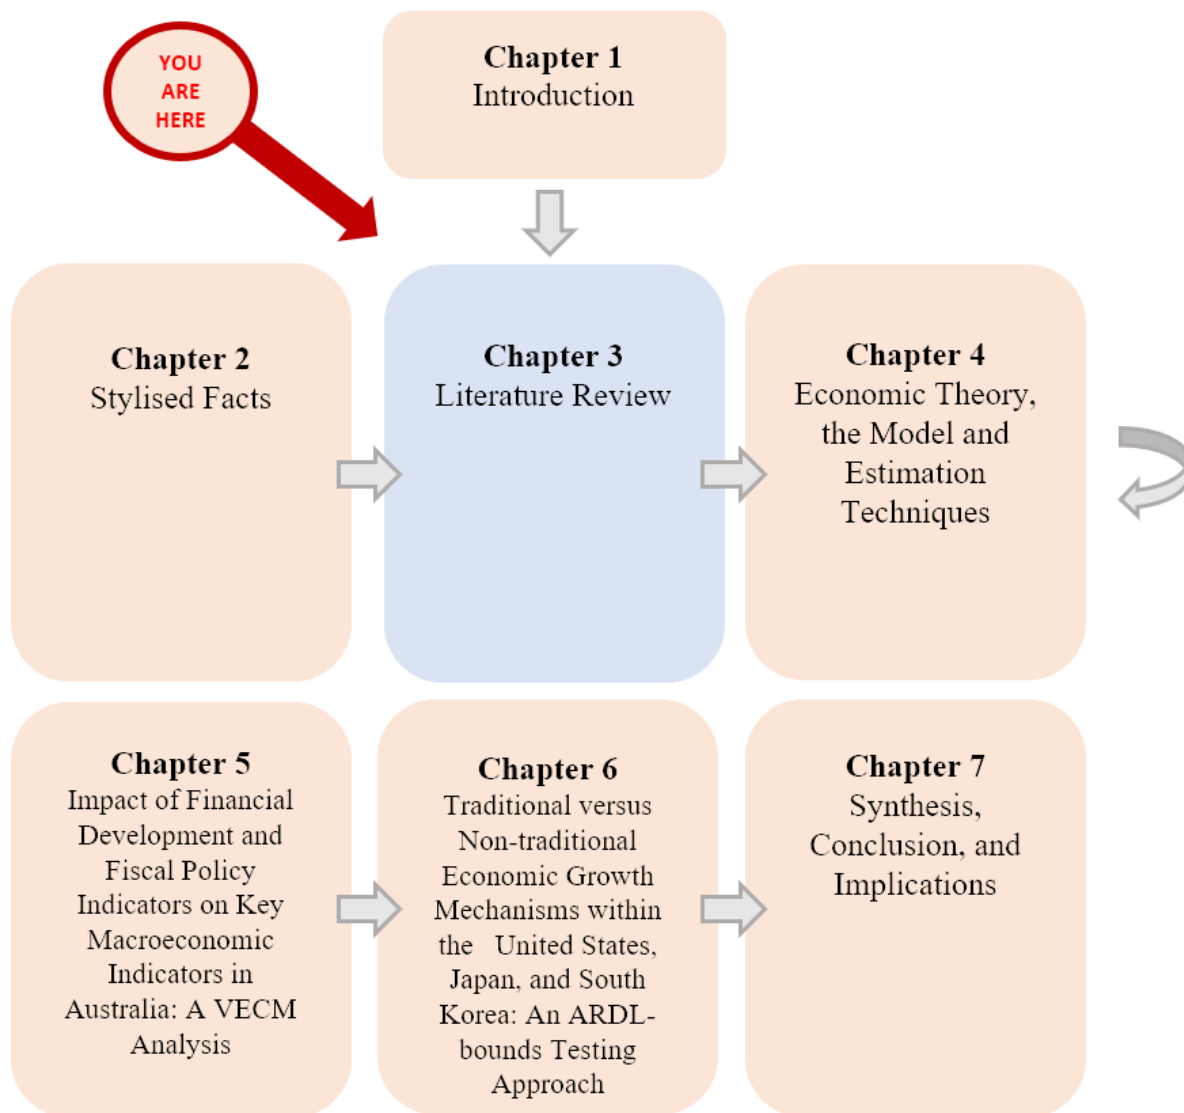 YOU
ARE
HERE
Chapter 1
Introduction
Chapter 2
Stylised Facts
Chapter 3
Literature Review
Chapter 4
Economic Theory,
the Model and
Estimation
Techniques
Chapter 5
Impact of Financial
Development and
Fiscal Policy
Indicators on Key
Macroeconomic
Indicators in
Australia: A VECM
Analysis
Chapter 6
Traditional versus
Non-traditional
Economic Growth
Mechanisms within
the United States,
Japan, and South
Korea: An ARDL-
bounds Testing
Approach
Chapter 7
Synthesis,
Conclusion, and
Implications